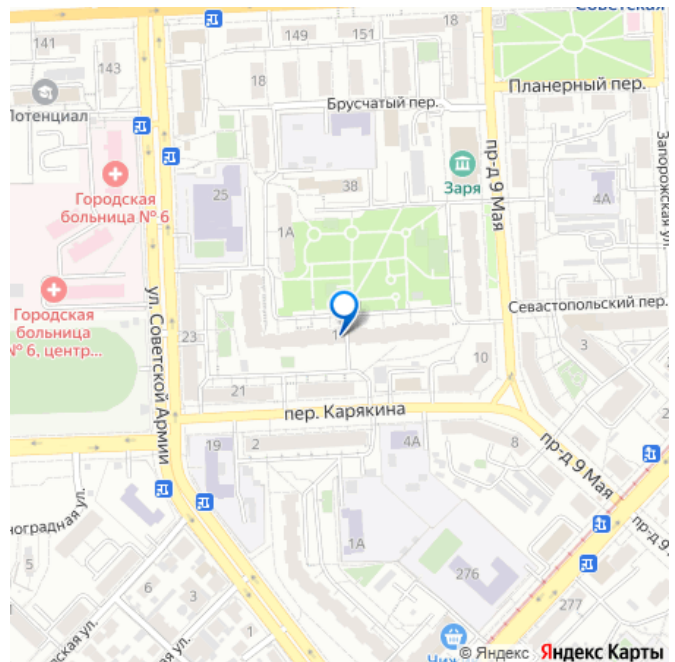 Советская
18
149
151
141
143
18
Планерный пер.
Потенциал
Брусчатый пер.
пр-д 9 Мая
Запорожская ул.
Заря
Городская
больница № 6
25
38
4А
1А
ул. Советской Армии
Севастопольский пер.
Городская
больница
№ 6, центр...
23
3
10
21
пер. Карякина
19
2
4А
8
пр-д 9 Мая
1А
276
5
6
3
1
277
пр-д 9
© Яндекс Яндекс Карты